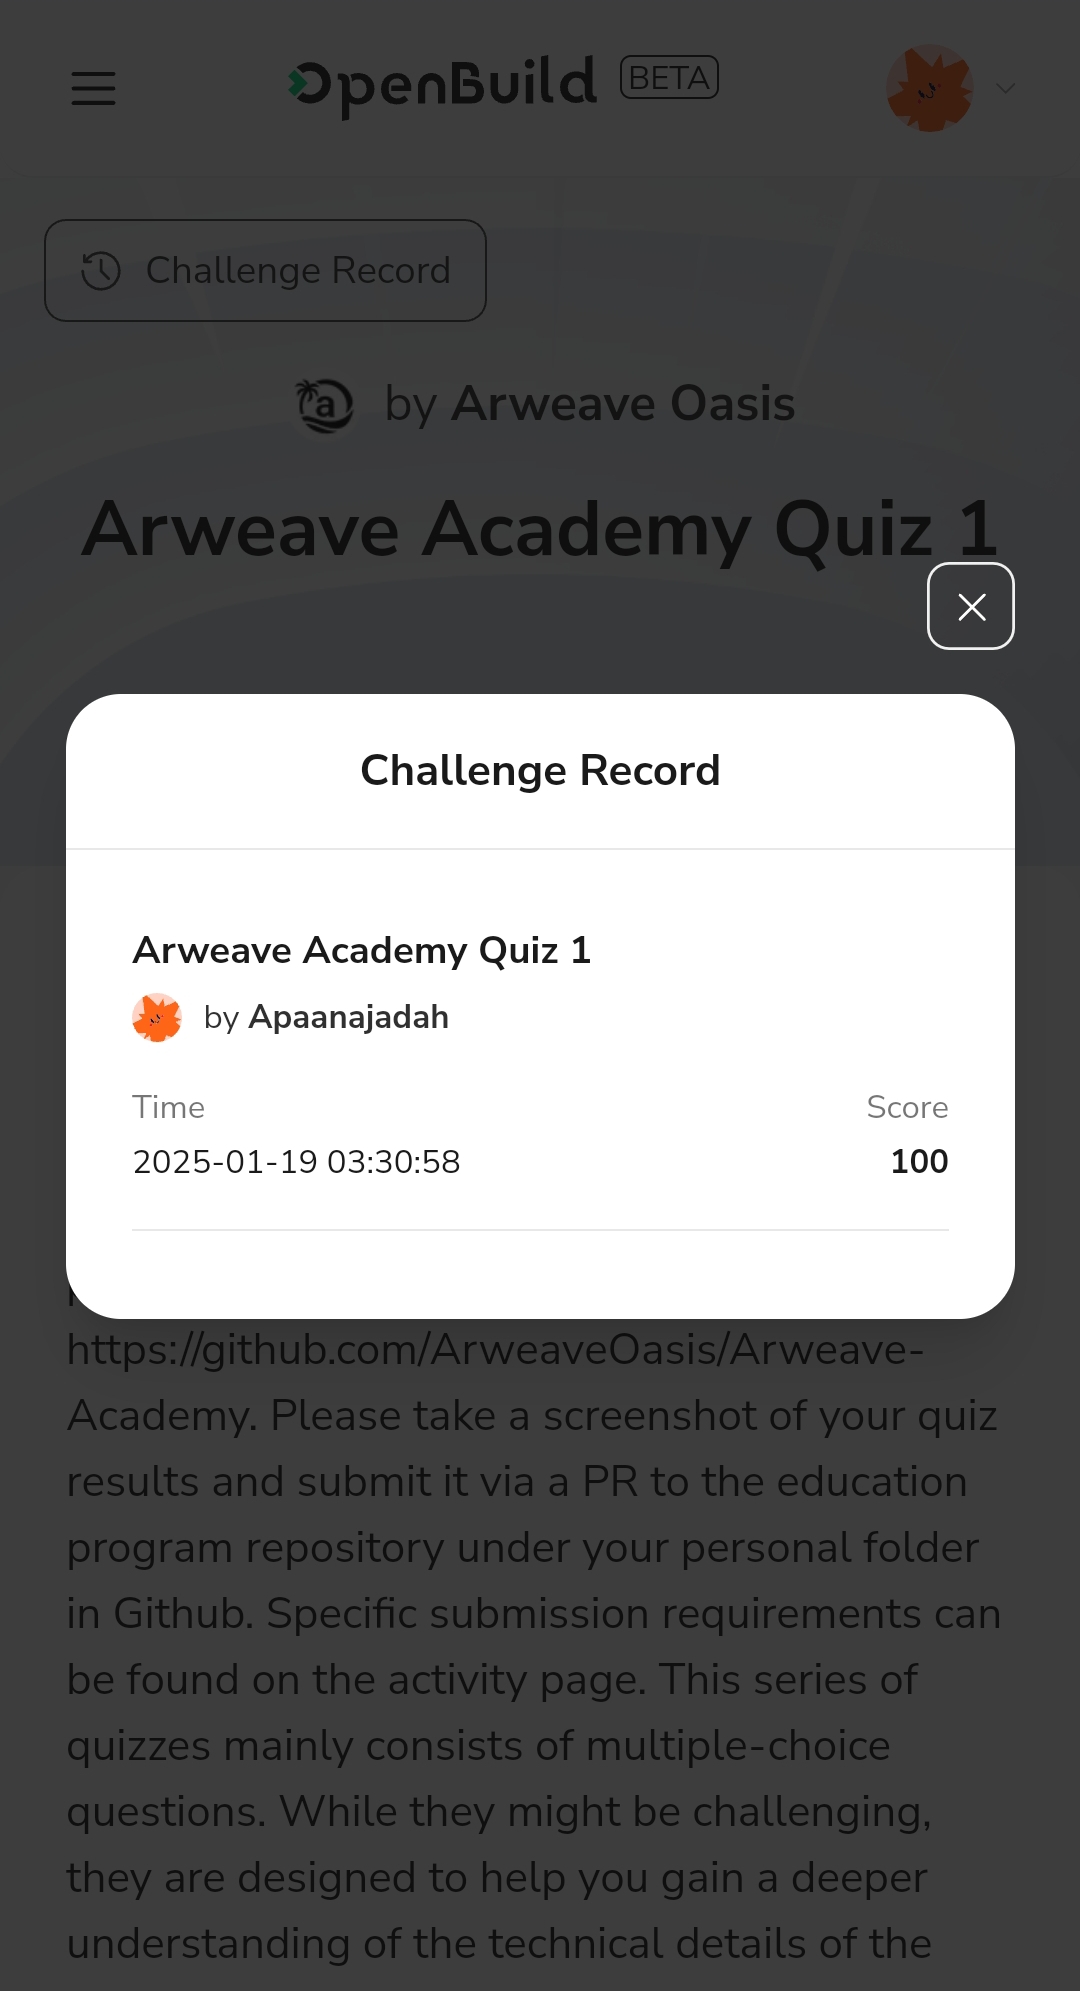 OpenBuild BETA
Challenge Record
a by Arweave Oasis
Arweave Academy Quiz 1
Challenge Record
Arweave Academy Quiz 1
by Apaanajadah
Time Score
2025-01-19 03:30:58 100
https://github.com/ArweaveOasis/Arweave-
Academy. Please take a screenshot of your quiz
results and submit it via a PR to the education
program repository under your personal folder
in Github. Specific submission requirements can
be found on the activity page. This series of
quizzes mainly consists of multiple-choice
questions. While they might be challenging,
they are designed to help you gain a deeper
understanding of the technical details of the